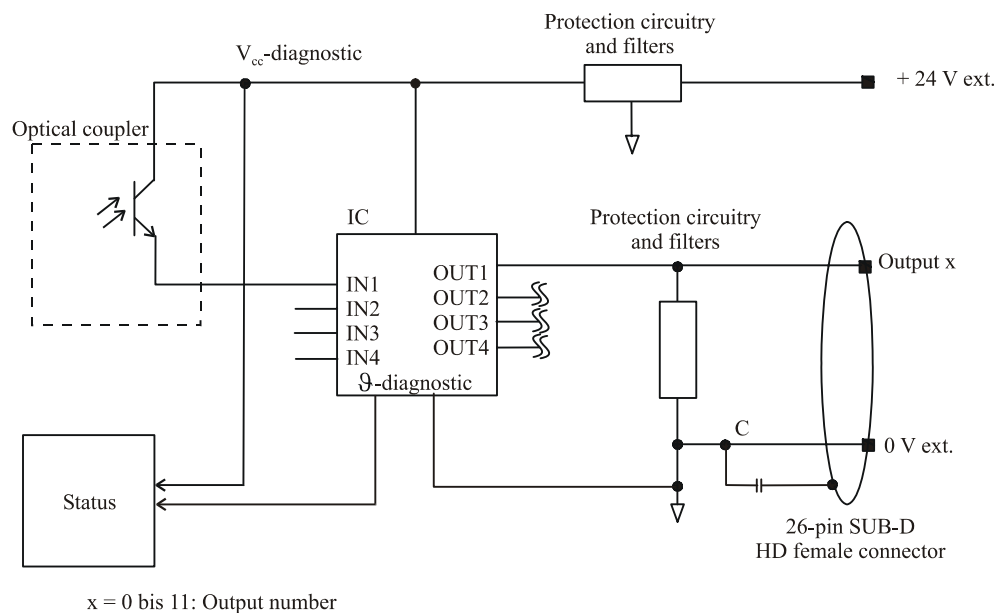 Protection circuitry
and filters
Vcc-diagnostic
+ 24 V ext.
Optical coupler
IC
Protection circuitry
and filters
Output x
IN1
IN2
IN3
IN4
OUT1
OUT2
OUT3
OUT4
ϑ-diagnostic
C
0 V ext.
Status
26-pin SUB-D
HD female connector
x = 0 bis 11: Output number